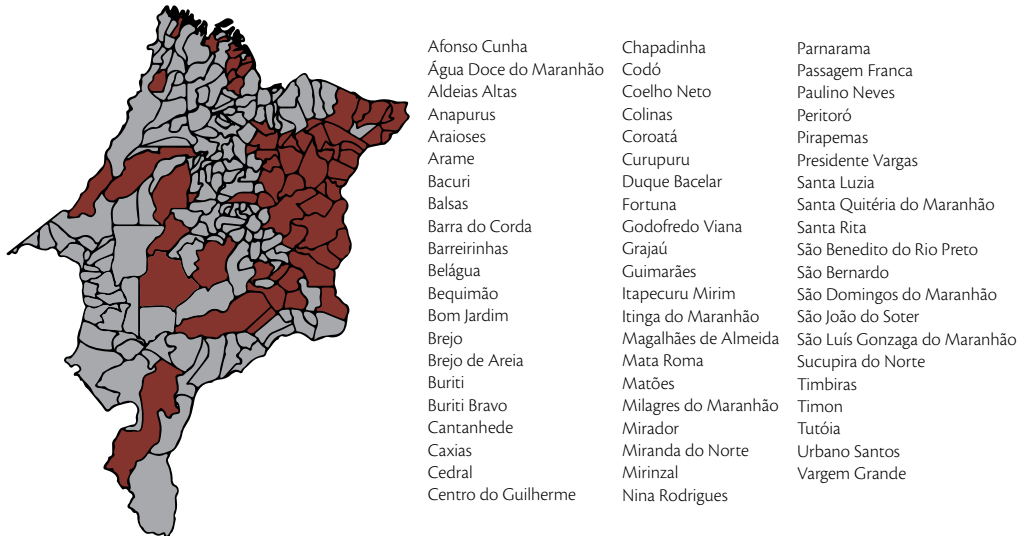 Afonso Cunha
Água Doce do Maranhão
Aldeias Altas
Anapurus
Araioses
Arame
Bacuri
Balsas
Barra do Corda
Barreirinhas
Belágua
Bequimão
Bom Jardim
Brejo
Brejo de Areia
Buriti
Buriti Bravo
Cantanhede
Caxias
Cedral
Centro do Guilherme
Chapadinha
Codó
Coelho Neto
Colinas
Coroatá
Curupuru
Duque Bacelar
Fortuna
Godofredo Viana
Grajaú
Guimarães
Itapecuru Mirim
Itinga do Maranhão
Magalhães de Almeida
Mata Roma
Matões
Milagres do Maranhão
Mirador
Miranda do Norte
Mirinzal
Nina Rodrigues
Parnarama
Passagem Franca
Paulino Neves
Peritoró
Pirapemas
Presidente Vargas
Santa Luzia
Santa Quitéria do Maranhão
Santa Rita
São Benedito do Rio Preto
São Bernardo
São Domingos do Maranhão
São João do Soter
São Luís Gonzaga do Maranhão
Sucupira do Norte
Timbiras
Timon
Tutóia
Urbano Santos
Vargem Grande